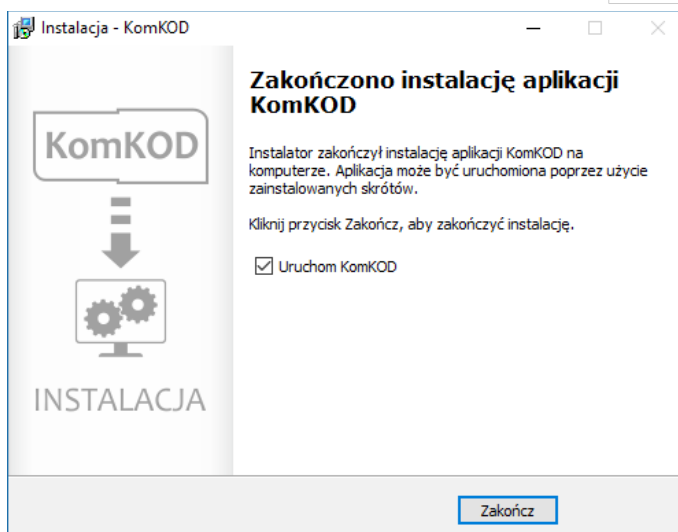 Instalacja - KomKOD
KomKOD
INSTALACJA
Zakończono instalację aplikacji
KomKOD
Instalator zakończył instalację aplikacji KomKOD na
komputerze. Aplikacja może być uruchomiona poprzez użycie
zainstalowanych skrótów.
Kliknij przycisk Zakończ, aby zakończyć instalację.
Uruchom KomKOD
Zakończ